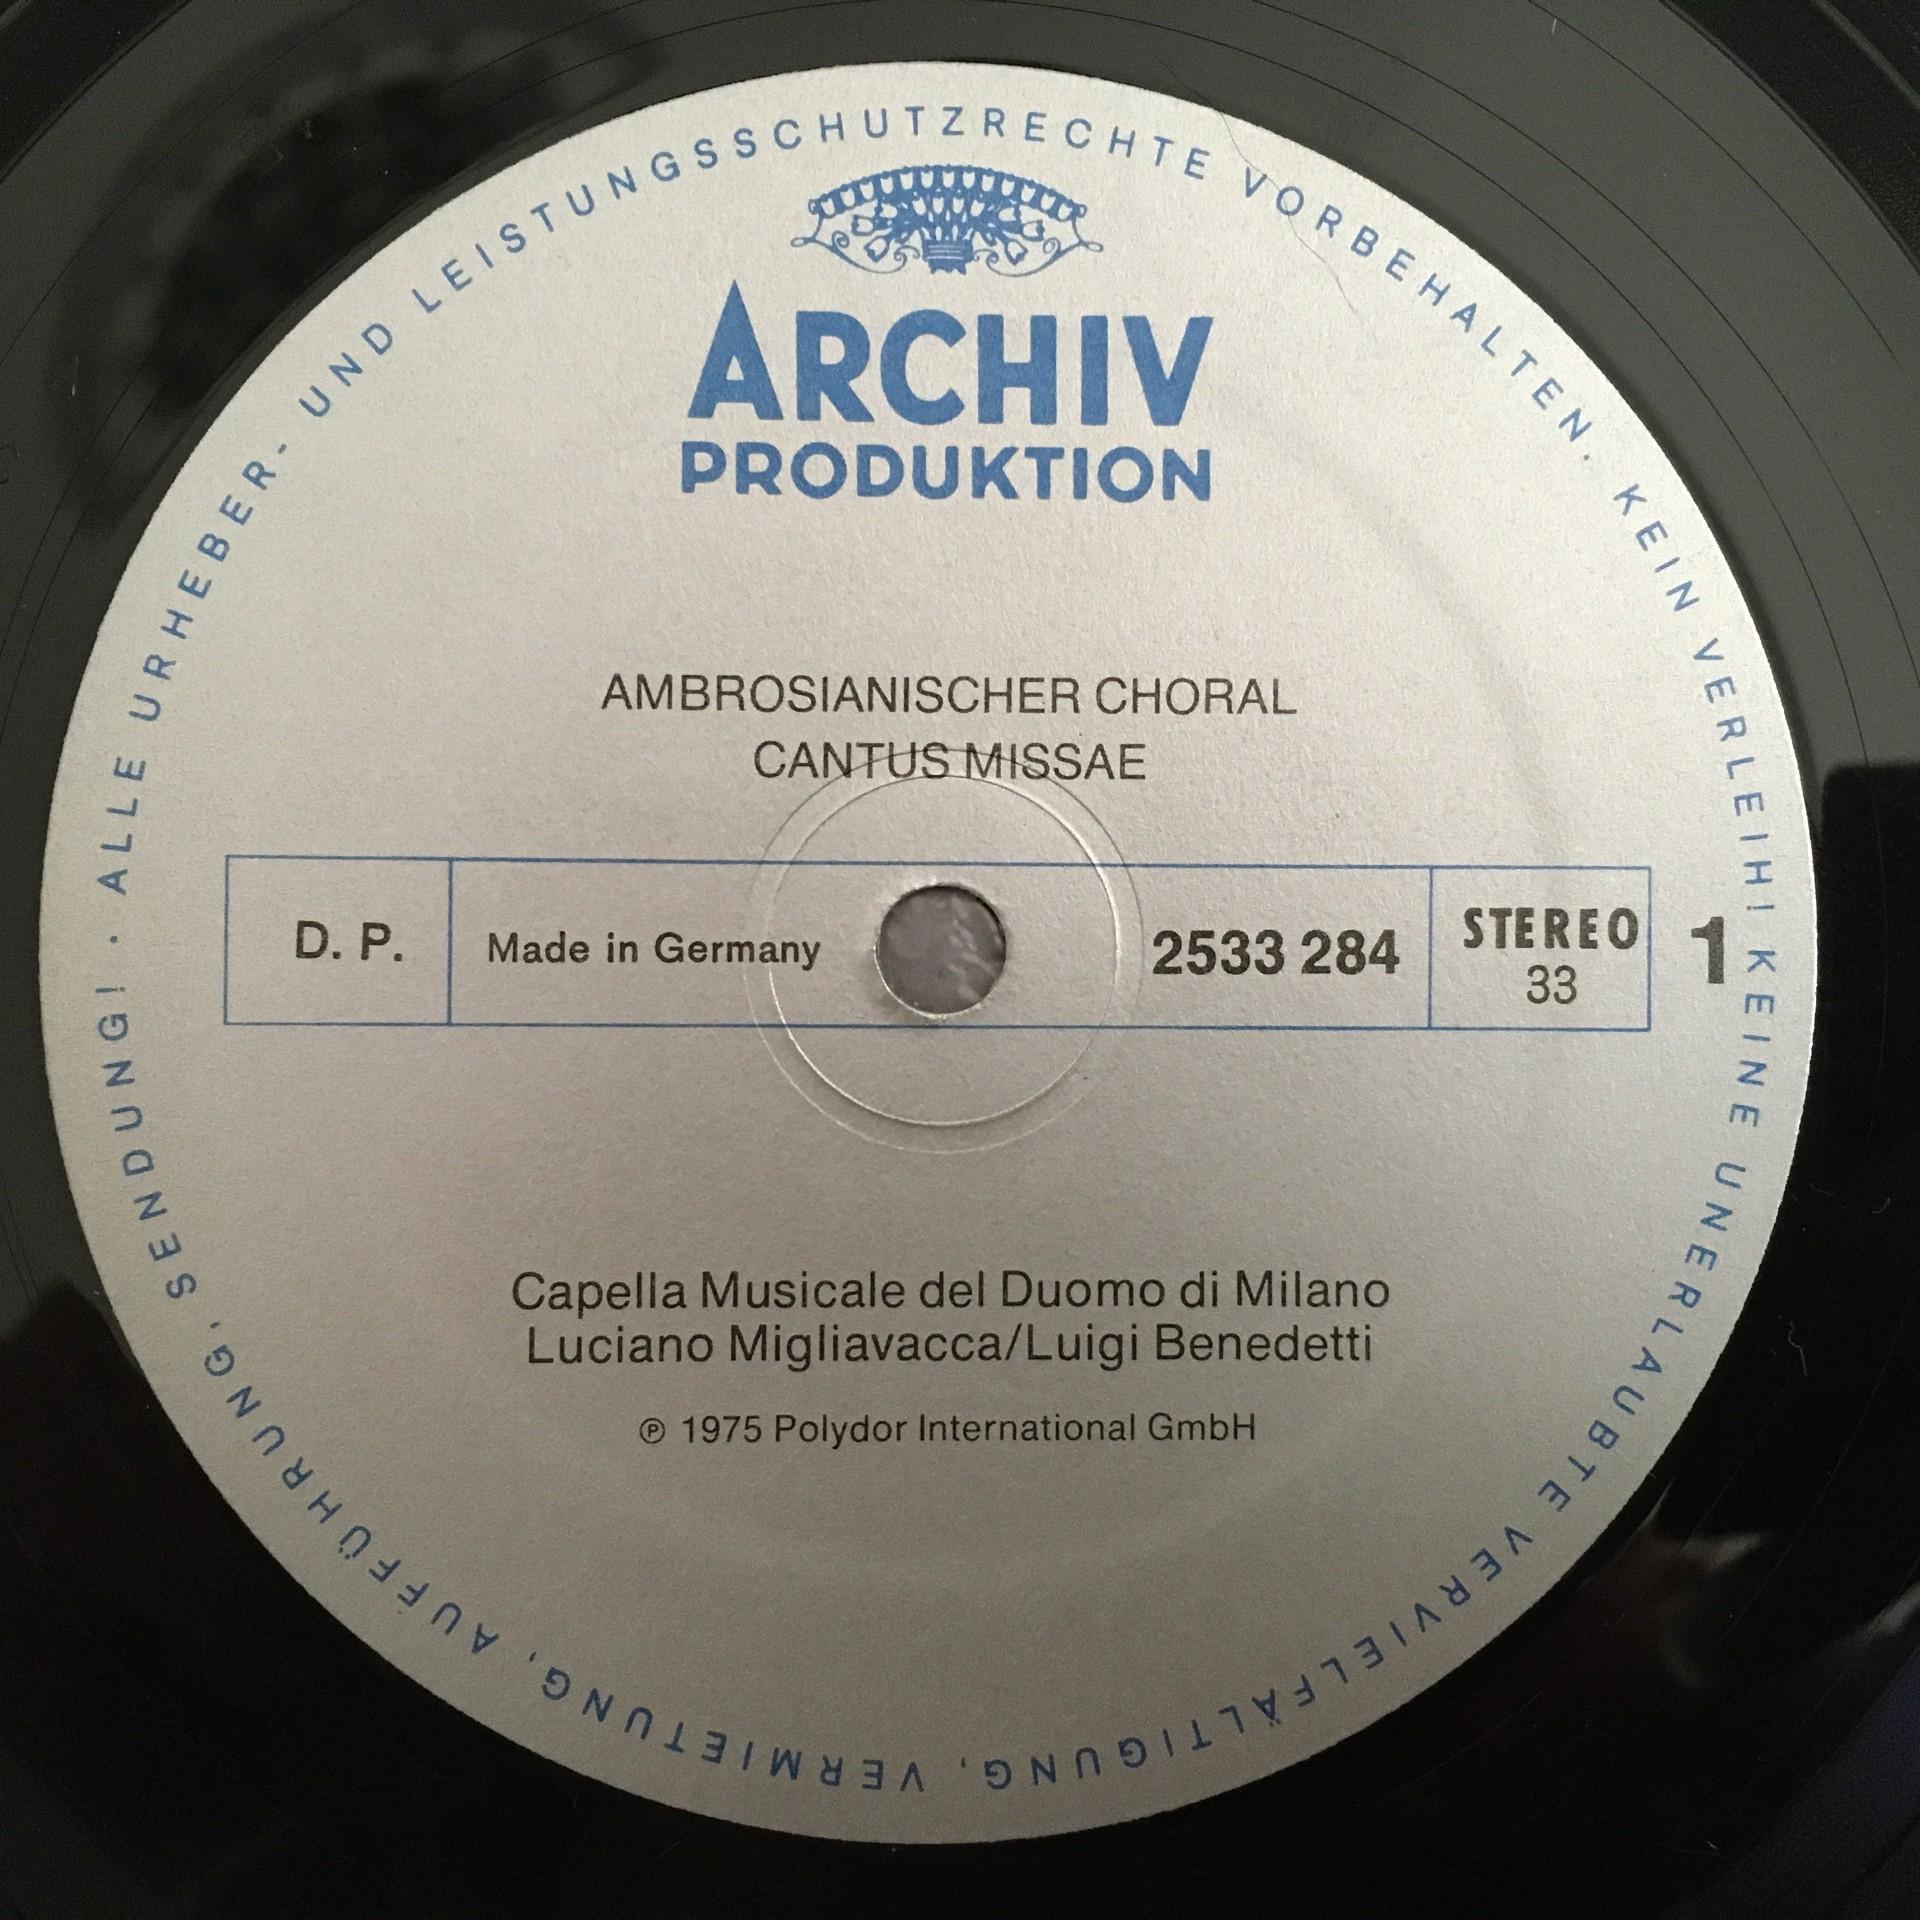 ALLE URHEBER- UND LEISTUNGSSCHUTZRECHTE VORBEHALTEN. KEIN VERLEIH! KEINE UNERLAUBTE VERVIELFÄLTIGUNG, VERMIETUNG, AUFFÜHRUNG, SENDUNG! ·
ARCHIV
PRODUKTION
AMBROSIANISCHER CHORAL
CANTUS MISSAE
D. P. Made in Germany 2533 284 STEREO 1
33
Capella Musicale del Duomo di Milano
Luciano Migliavacca/Luigi Benedetti
℗ 1975 Polydor International GmbH